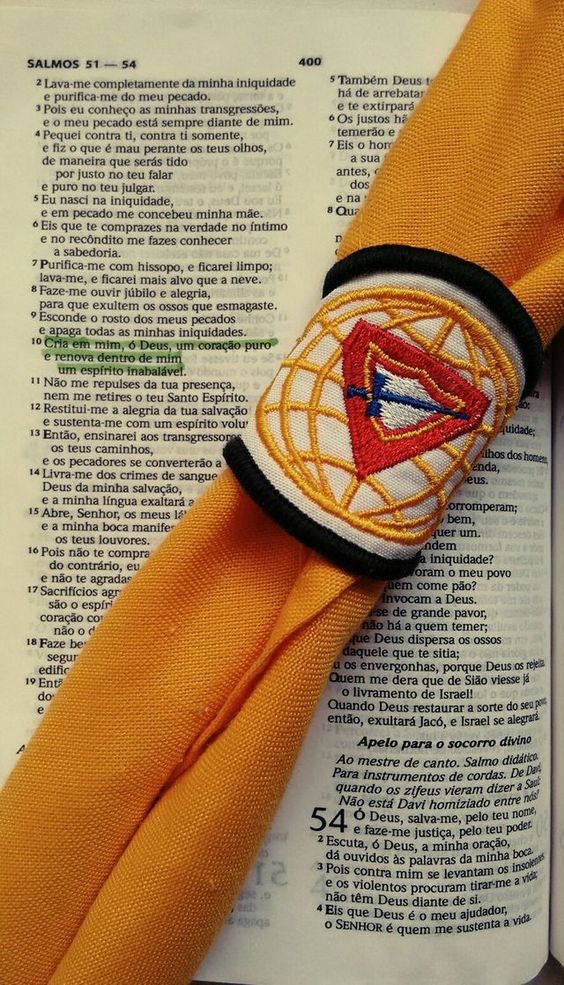 SALMOS 51 — 54
400
2 Lava-me completamente da minha iniquidade
e purifica-me do meu pecado.
3 Pois eu conheço as minhas transgressões,
e o meu pecado está sempre diante de mim.
4 Pequei contra ti, contra ti somente,
e fiz o que é mau perante os teus olhos,
de maneira que serás tido
por justo no teu falar
e puro no teu julgar.
5 Eu nasci na iniquidade,
e em pecado me concebeu minha mãe.
6 Eis que te comprazes na verdade no íntimo
e no recôndito me fazes conhecer
a sabedoria.
7 Purifica-me com hissopo, e ficarei limpo;
lava-me, e ficarei mais alvo que a neve.
8 Faze-me ouvir júbilo e alegria,
para que exultem os ossos que esmagaste.
9 Esconde o rosto dos meus pecados
e apaga todas as minhas iniquidades.
10 Cria em mim, ó Deus, um coração puro
e renova dentro de mim
um espírito inabalável.
11 Não me repulses da tua presença,
nem me retires o teu Santo Espírito.
12 Restitui-me a alegria da tua salvação
e sustenta-me com um espírito
13 Então, ensinarei aos
os teus caminhos,
e os pecadores se converterão a
14 Livra-me dos crimes de sangue
Deus da minha salvação,
e a minha língua exaltará a
15 Abre, Senhor, os meus
e a minha boca
os teus louvores.
16 Pois não te
do contrário, eu
e não te
17 Sacrifícios
são o
não o
18 Faze
19
5 Também Deus
há de
e te extirpará
6 Os justos
temerão e
7 Eis o
a sua
antes,
dos
8
dos homens
bem,
quer um.
iniquidade?
o meu povo
quem come pão?
invocam a Deus.
se de grande pavor,
não há a quem temer;
que Deus dispersa os ossos
daquele que te sitia;
os envergonhas, porque Deus os rejeita.
Quem me dera que de Sião viesse já
o livramento de Israel!
Quando Deus restaurar a sorte do seu povo,
então, exultará Jacó, e Israel se alegrará.
Apelo para o socorro divino
Ao mestre de canto. Salmo didático.
Para instrumentos de cordas. De Davi,
quando os zifeus vieram dizer a Saul:
Não está Davi homiziado entre nós?
54 Ó Deus, salva-me, pelo teu nome,
e faze-me justiça, pelo teu poder.
2 Escuta, ó Deus, a minha oração,
dá ouvidos às palavras da minha boca.
3 Pois contra mim se levantam os insolentes,
e os violentos procuram tirar-me a vida;
não têm Deus diante de si.
4 Eis que Deus é o meu ajudador,
o SENHOR é quem me sustenta a vida.